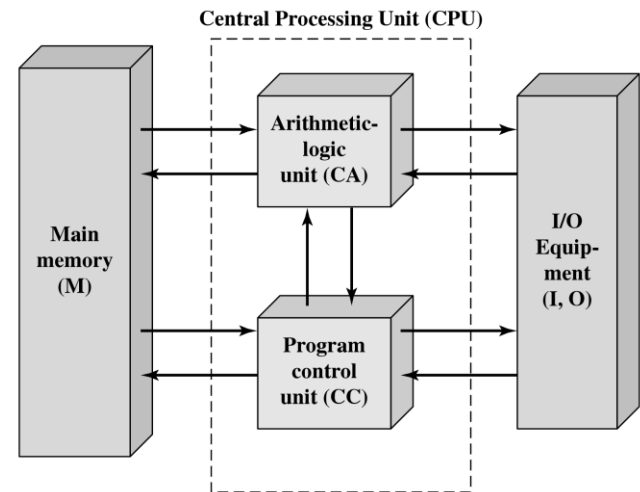 Central Processing Unit (CPU)
Main
memory
(M)
Arithmetic-
logic
unit (CA)
Program
control
unit (CC)
I/O
Equip-
ment
(I, O)